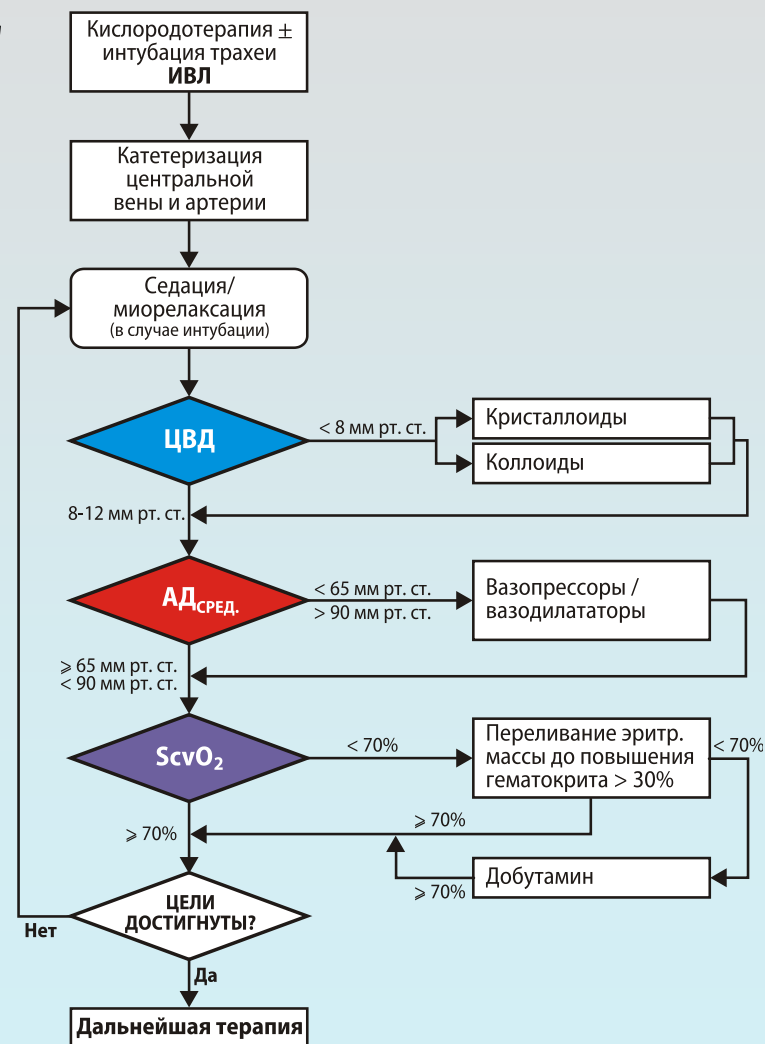 Кислородотерапия ±
интубация трахеи
ИВЛ
Катетеризация
центральной
вены и артерии
Седация/
миорелаксация
(в случае интубации)
ЦВД
< 8 мм рт. ст.
Кристаллоиды
Коллоиды
8-12 мм рт. ст.
АДСРЕД.
< 65 мм рт. ст.
> 90 мм рт. ст.
Вазопрессоры /
вазодилататоры
⩾ 65 мм рт. ст.
< 90 мм рт. ст.
ScvO₂
< 70%
Переливание эритр.
массы до повышения
гематокрита > 30%
< 70%
⩾ 70%
⩾ 70%
Добутамин
⩾ 70%
ЦЕЛИ
ДОСТИГНУТЫ?
Нет
Да
Дальнейшая терапия